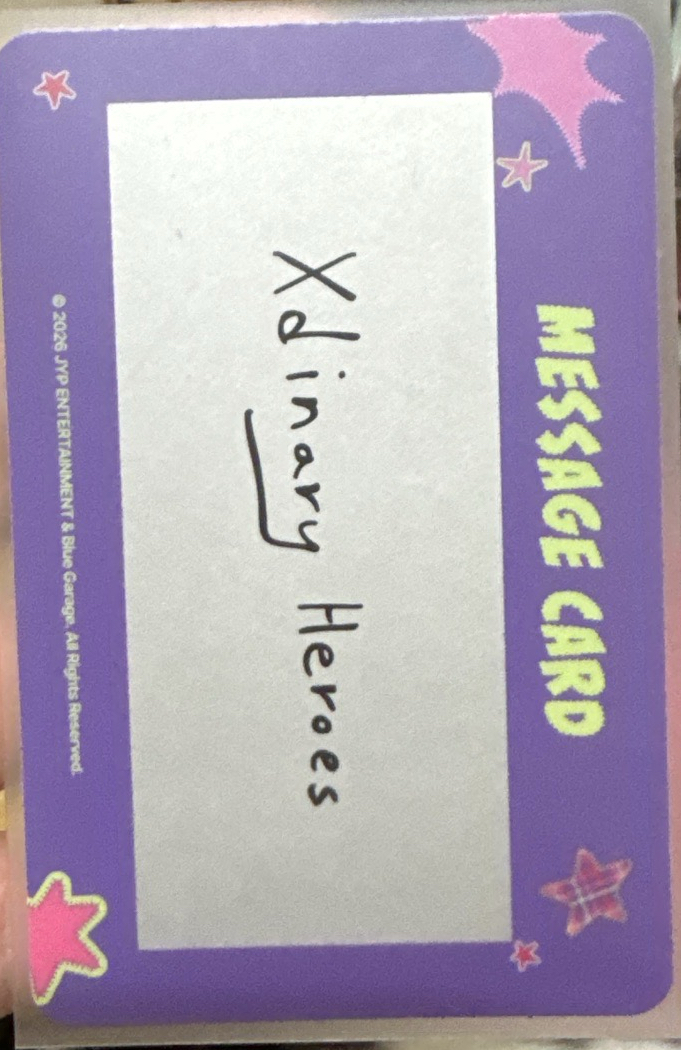 MESSAGE CARD
Xdinary Heroes
© 2026 JYP ENTERTAINMENT & Blue Garage. All Rights Reserved.